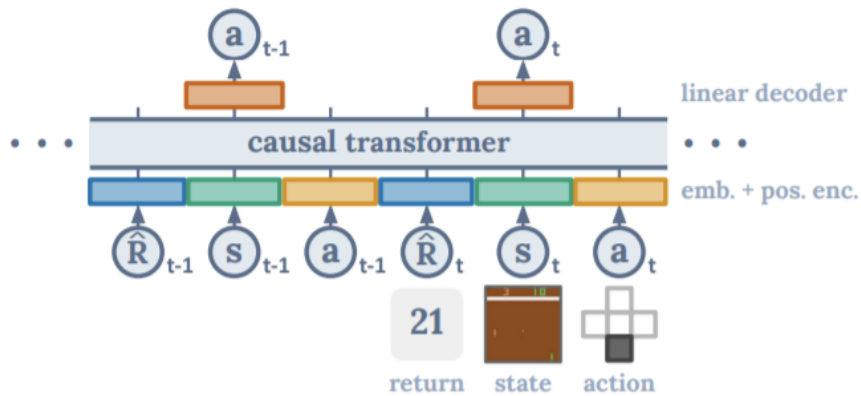 a t-1 a t
linear decoder
• • • causal transformer • • •
emb. + pos. enc.
R̂ t-1 s t-1 a t-1 R̂ t s t a t
3 10
21
return state action